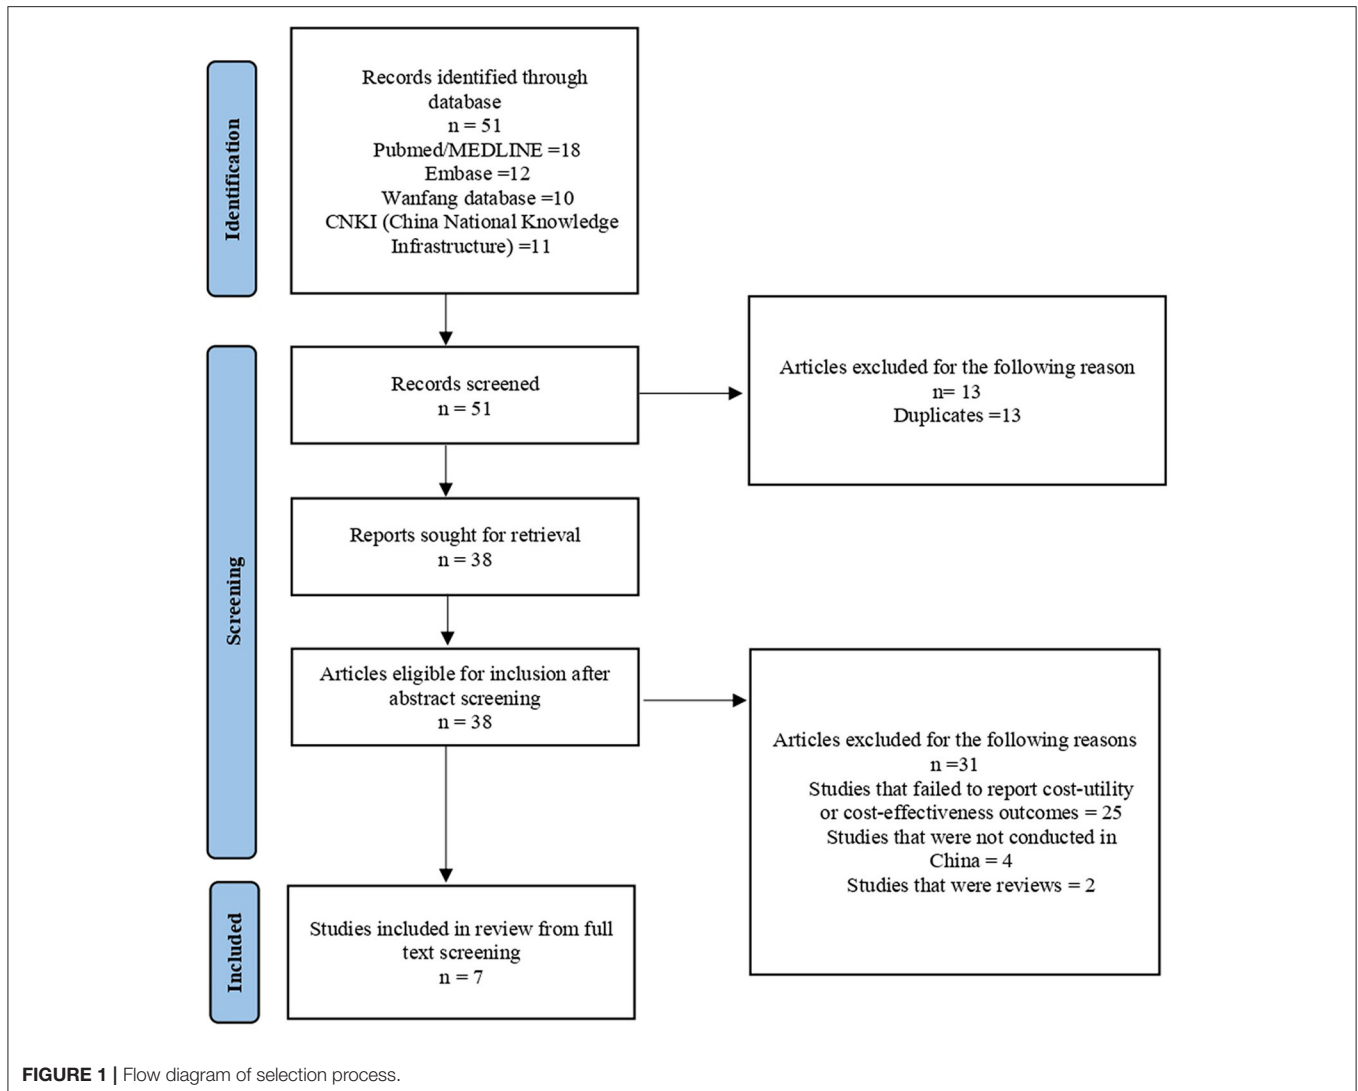 Identification
Records identified through
database
n = 51
Pubmed/MEDLINE =18
Embase =12
Wanfang database =10
CNKI (China National Knowledge
Infrastructure) =11
Screening
Records screened
n = 51
Articles excluded for the following reason
n= 13
Duplicates =13
Reports sought for retrieval
n = 38
Articles eligible for inclusion after
abstract screening
n = 38
Articles excluded for the following reasons
n =31
Studies that failed to report cost-utility
or cost-effectiveness outcomes = 25
Studies that were not conducted in
China = 4
Studies that were reviews = 2
Included
Studies included in review from full
text screening
n = 7
FIGURE 1 | Flow diagram of selection process.